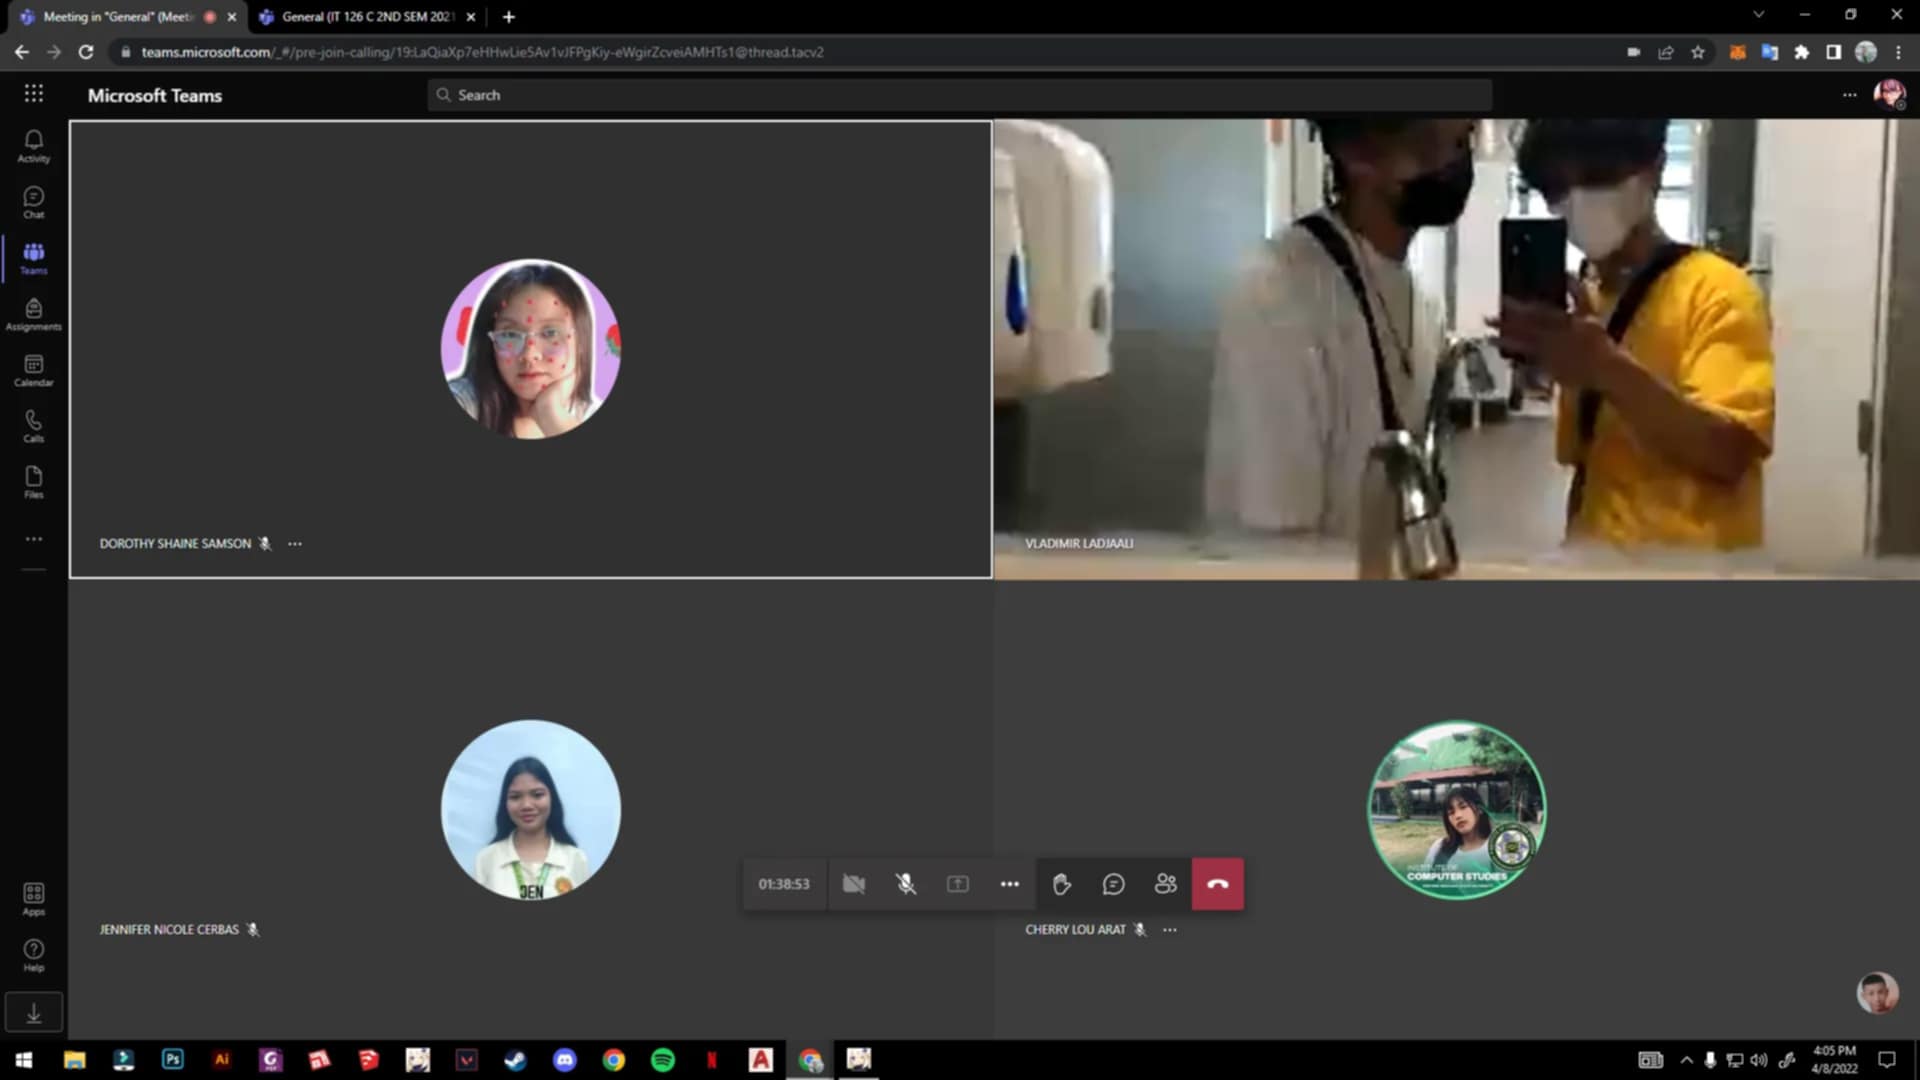 Meeting in "General" (Meeti
General (IT 126 C 2ND SEM 2021
teams.microsoft.com/_#/pre-join-calling/19:LaQiaXp7eHHwLie5Av1vJFPgKiy-eWgirZcveiAMHTs1@thread.tacv2
Microsoft Teams
Search
Activity
Chat
Teams
Assignments
Calendar
Calls
Files
Apps
Help
DOROTHY SHAINE SAMSON
VLADIMIR LADJAALI
JEN
COMPUTER STUDIES
01:38:53
JENNIFER NICOLE CERBAS
CHERRY LOU ARAT
Ps
Ai
4:05 PM
4/8/2022